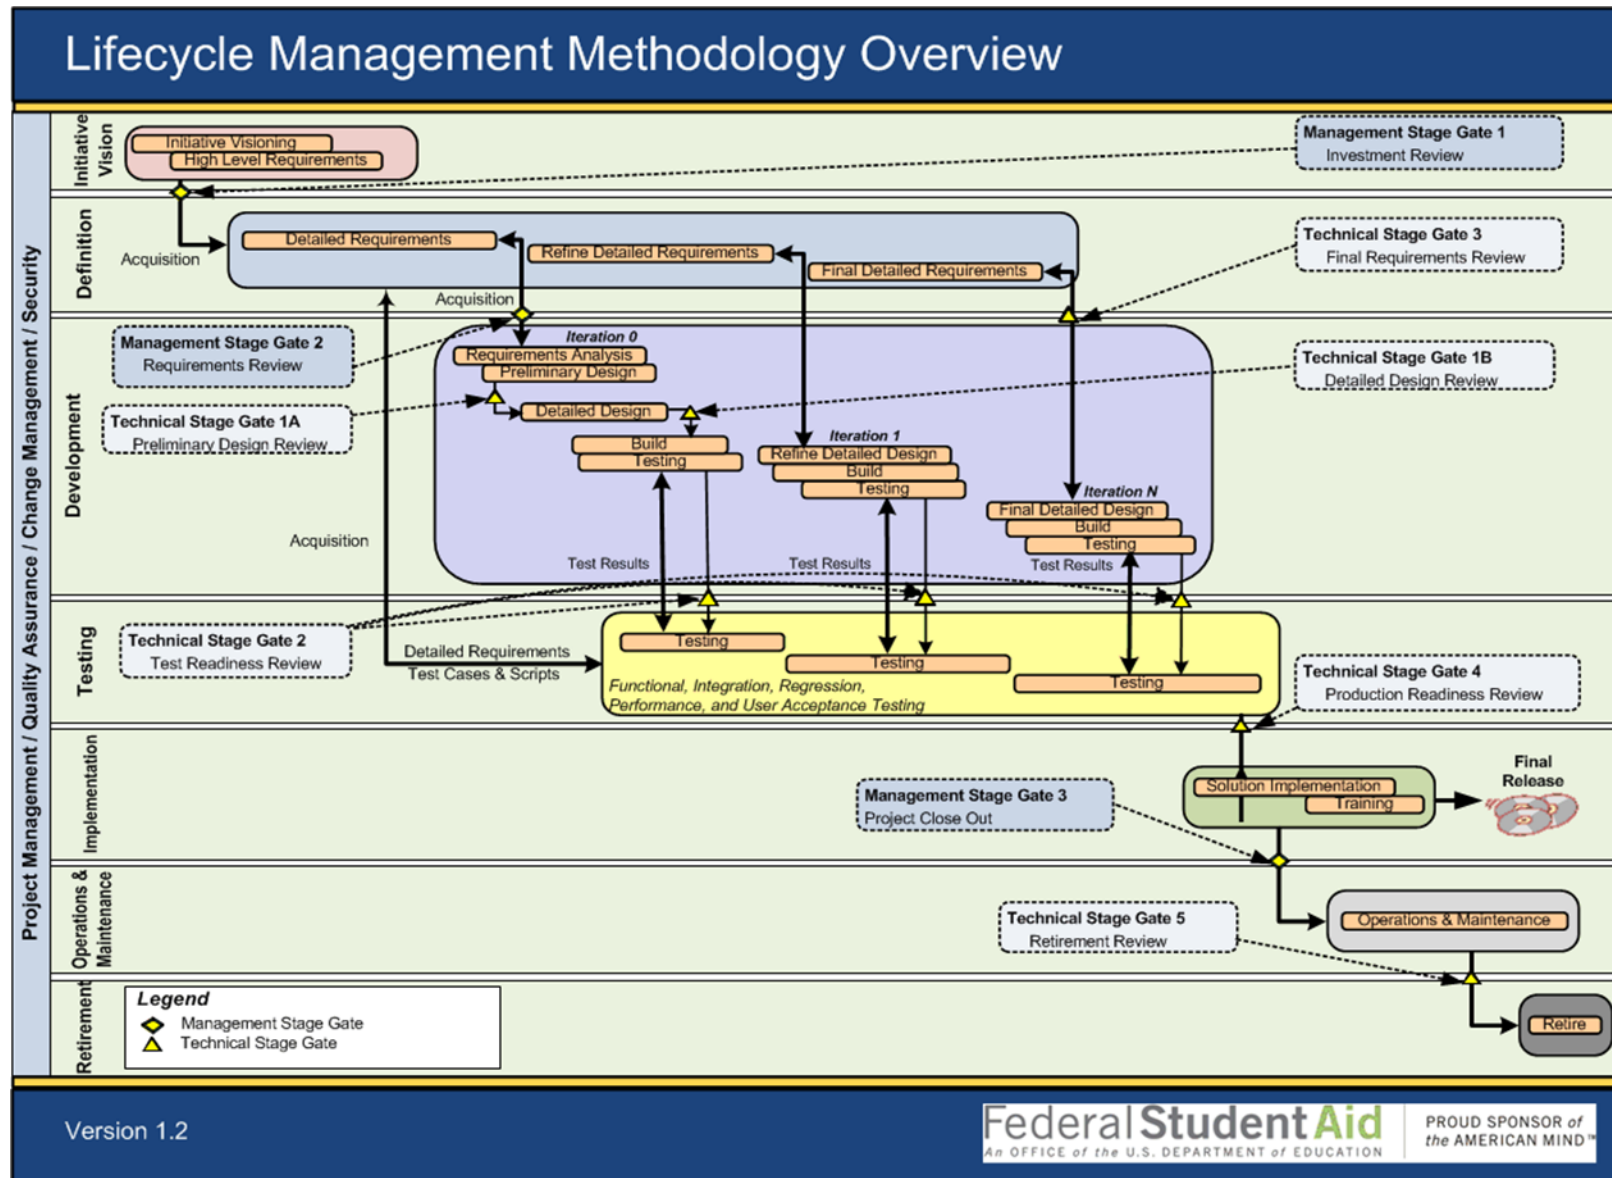 Lifecycle Management Methodology Overview
Project Management / Quality Assurance / Change Management / Security
Initiative
Vision
Initiative Visioning
High Level Requirements
Management Stage Gate 1
Investment Review
Definition
Acquisition
Detailed Requirements
Refine Detailed Requirements
Final Detailed Requirements
Acquisition
Technical Stage Gate 3
Final Requirements Review
Development
Management Stage Gate 2
Requirements Review
Technical Stage Gate 1A
Preliminary Design Review
Iteration 0
Requirements Analysis
Preliminary Design
Detailed Design
Build
Testing
Technical Stage Gate 1B
Detailed Design Review
Iteration 1
Refine Detailed Design
Build
Testing
Iteration N
Final Detailed Design
Build
Testing
Acquisition
Test Results
Test Results
Test Results
Testing
Technical Stage Gate 2
Test Readiness Review
Detailed Requirements
Test Cases & Scripts
Testing
Testing
Testing
Functional, Integration, Regression,
Performance, and User Acceptance Testing
Technical Stage Gate 4
Production Readiness Review
Implementation
Management Stage Gate 3
Project Close Out
Solution Implementation
Training
Final
Release
Operations &
Maintenance
Technical Stage Gate 5
Retirement Review
Operations & Maintenance
Retirement
Legend
Management Stage Gate
Technical Stage Gate
Retire
Version 1.2
Federal Student Aid
An OFFICE of the U.S. DEPARTMENT of EDUCATION
PROUD SPONSOR of
the AMERICAN MIND™